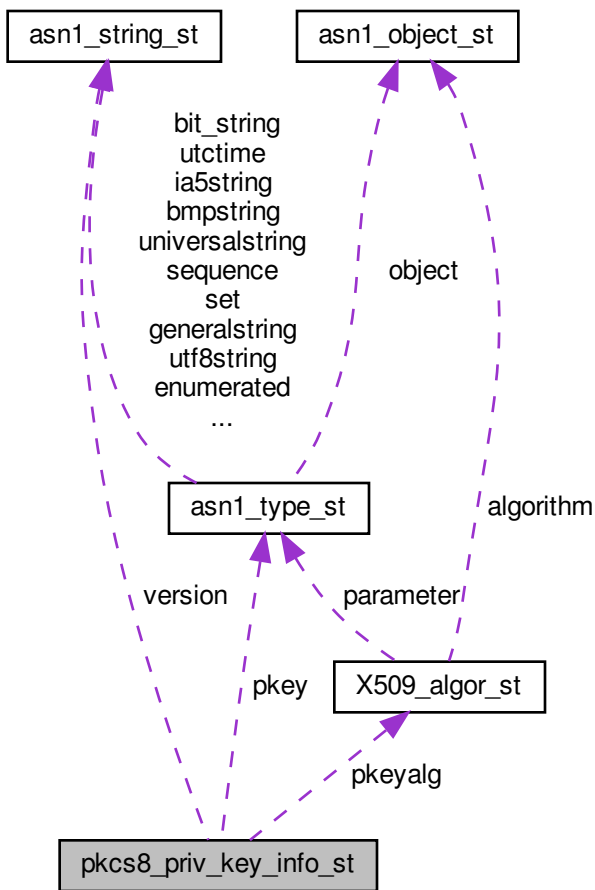 asn1_string_st
asn1_object_st
bit_string
utctime
ia5string
bmpstring
universalstring
sequence
set
generalstring
utf8string
enumerated
...
object
asn1_type_st
algorithm
version
parameter
pkey
X509_algor_st
pkeyalg
pkcs8_priv_key_info_st